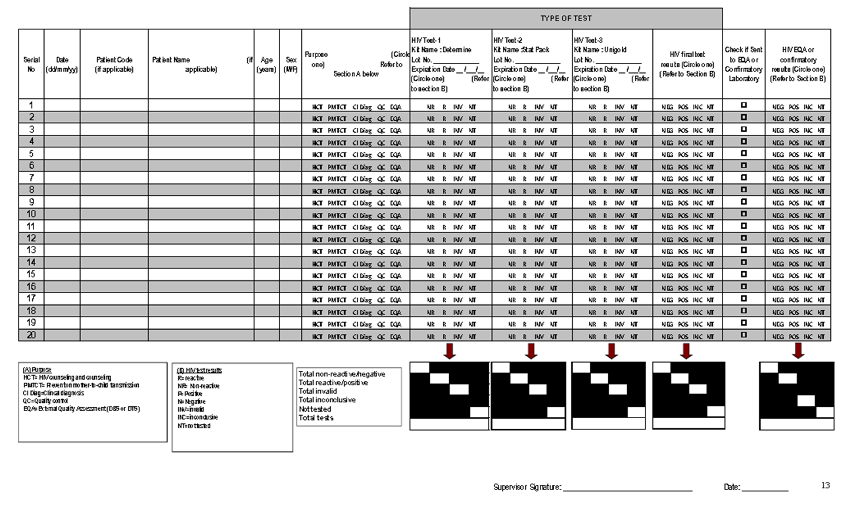 TYPE OF TEST
Serial No
Date (dd/mm/yy)
Patient Code (if applicable)
Patient Name (if applicable)
Age (years)
Sex (M/F)
Purpose (Circle one) Refer to Section A below
HIV Test-1
Kit Name :Determine
Lot No. ____________
Expiration Date __/__/__
(Circle one) (Refer to section B)
HIV Test-2
Kit Name :Stat Pack
Lot No. ____________
Expiration Date __/__/__
(Circle one) (Refer to section B)
HIV Test-3
Kit Name : Unigold
Lot No. ____________
Expiration Date __/__/__
(Circle one) (Refer to section B)
HIV final test results (Circle one) (Refer to Section B)
Check if Sent to EQA or Confirmatory Laboratory
HIV EQA or confirmatory results (Circle one) (Refer to Section B)
1 HCT PMTCT Cl Diag QC EQA NR R INV NT NR R INV NT NR R INV NT NEG POS INC NT NEG POS INC NT
2 HCT PMTCT Cl Diag QC EQA NR R INV NT NR R INV NT NR R INV NT NEG POS INC NT NEG POS INC NT
3 HCT PMTCT Cl Diag QC EQA NR R INV NT NR R INV NT NR R INV NT NEG POS INC NT NEG POS INC NT
4 HCT PMTCT Cl Diag QC EQA NR R INV NT NR R INV NT NR R INV NT NEG POS INC NT NEG POS INC NT
5 HCT PMTCT Cl Diag QC EQA NR R INV NT NR R INV NT NR R INV NT NEG POS INC NT NEG POS INC NT
6 HCT PMTCT Cl Diag QC EQA NR R INV NT NR R INV NT NR R INV NT NEG POS INC NT NEG POS INC NT
7 HCT PMTCT Cl Diag QC EQA NR R INV NT NR R INV NT NR R INV NT NEG POS INC NT NEG POS INC NT
8 HCT PMTCT Cl Diag QC EQA NR R INV NT NR R INV NT NR R INV NT NEG POS INC NT NEG POS INC NT
9 HCT PMTCT Cl Diag QC EQA NR R INV NT NR R INV NT NR R INV NT NEG POS INC NT NEG POS INC NT
10 HCT PMTCT Cl Diag QC EQA NR R INV NT NR R INV NT NR R INV NT NEG POS INC NT NEG POS INC NT
11 HCT PMTCT Cl Diag QC EQA NR R INV NT NR R INV NT NR R INV NT NEG POS INC NT NEG POS INC NT
12 HCT PMTCT Cl Diag QC EQA NR R INV NT NR R INV NT NR R INV NT NEG POS INC NT NEG POS INC NT
13 HCT PMTCT Cl Diag QC EQA NR R INV NT NR R INV NT NR R INV NT NEG POS INC NT NEG POS INC NT
14 HCT PMTCT Cl Diag QC EQA NR R INV NT NR R INV NT NR R INV NT NEG POS INC NT NEG POS INC NT
15 HCT PMTCT Cl Diag QC EQA NR R INV NT NR R INV NT NR R INV NT NEG POS INC NT NEG POS INC NT
16 HCT PMTCT Cl Diag QC EQA NR R INV NT NR R INV NT NR R INV NT NEG POS INC NT NEG POS INC NT
17 HCT PMTCT Cl Diag QC EQA NR R INV NT NR R INV NT NR R INV NT NEG POS INC NT NEG POS INC NT
18 HCT PMTCT Cl Diag QC EQA NR R INV NT NR R INV NT NR R INV NT NEG POS INC NT NEG POS INC NT
19 HCT PMTCT Cl Diag QC EQA NR R INV NT NR R INV NT NR R INV NT NEG POS INC NT NEG POS INC NT
20 HCT PMTCT Cl Diag QC EQA NR R INV NT NR R INV NT NR R INV NT NEG POS INC NT NEG POS INC NT
(A) Purpose
HCT= HIV counseling and counseling
PMTCT= Prevention mother-to-child transmission
Cl Diag=Clinical diagnosis
QC=Quality control
EQA=External Quality Assessment (DBS or DTS)
(B) HIV test results
R=reactive
NR= Non-reactive
P= Positive
N= Negative
INV=invalid
INC=inconclusive
NT=not tested
Total non-reactive/negative
Total reactive/positive
Total invalid
Total inconclusive
Not tested
Total tests
Supervisor Signature: ____________________ Date: __________
13